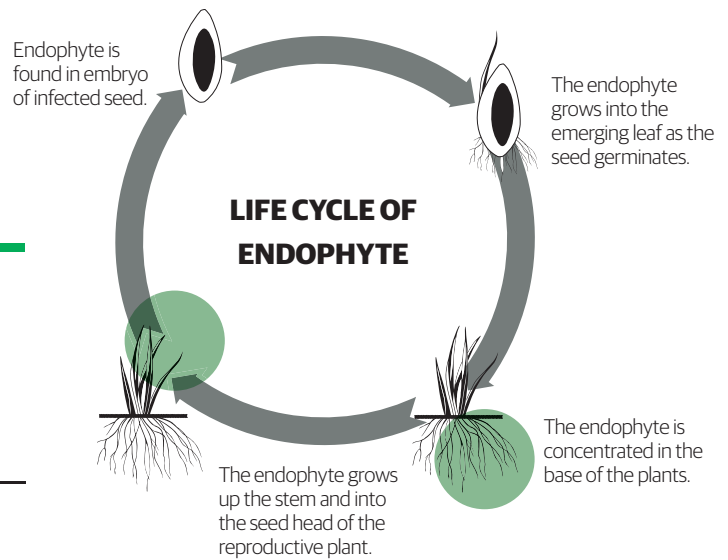 Endophyte is
found in embryo
of infected seed.
The endophyte
grows into the
emerging leaf as the
seed germinates.
LIFE CYCLE OF
ENDOPHYTE
The endophyte is
concentrated in the
base of the plants.
The endophyte grows
up the stem and into
the seed head of the
reproductive plant.